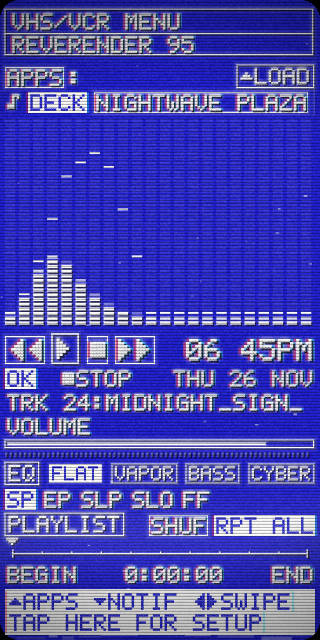 VHS/VCR MENU
REVERENDER 95
APPS: LOAD
DECK NIGHTWAVE PLAZA
06 45PM
OK STOP THU 26 NOV
TRK 24:MIDNIGHT_SIGN_
VOLUME
EQ FLAT VAPOR BASS CYBER
SP EP SLP SLO FF
PLAYLIST SHUF RPT ALL
BEGIN 0:00:00 END
APPS NOTIF SWIPE
TAP HERE FOR SETUP